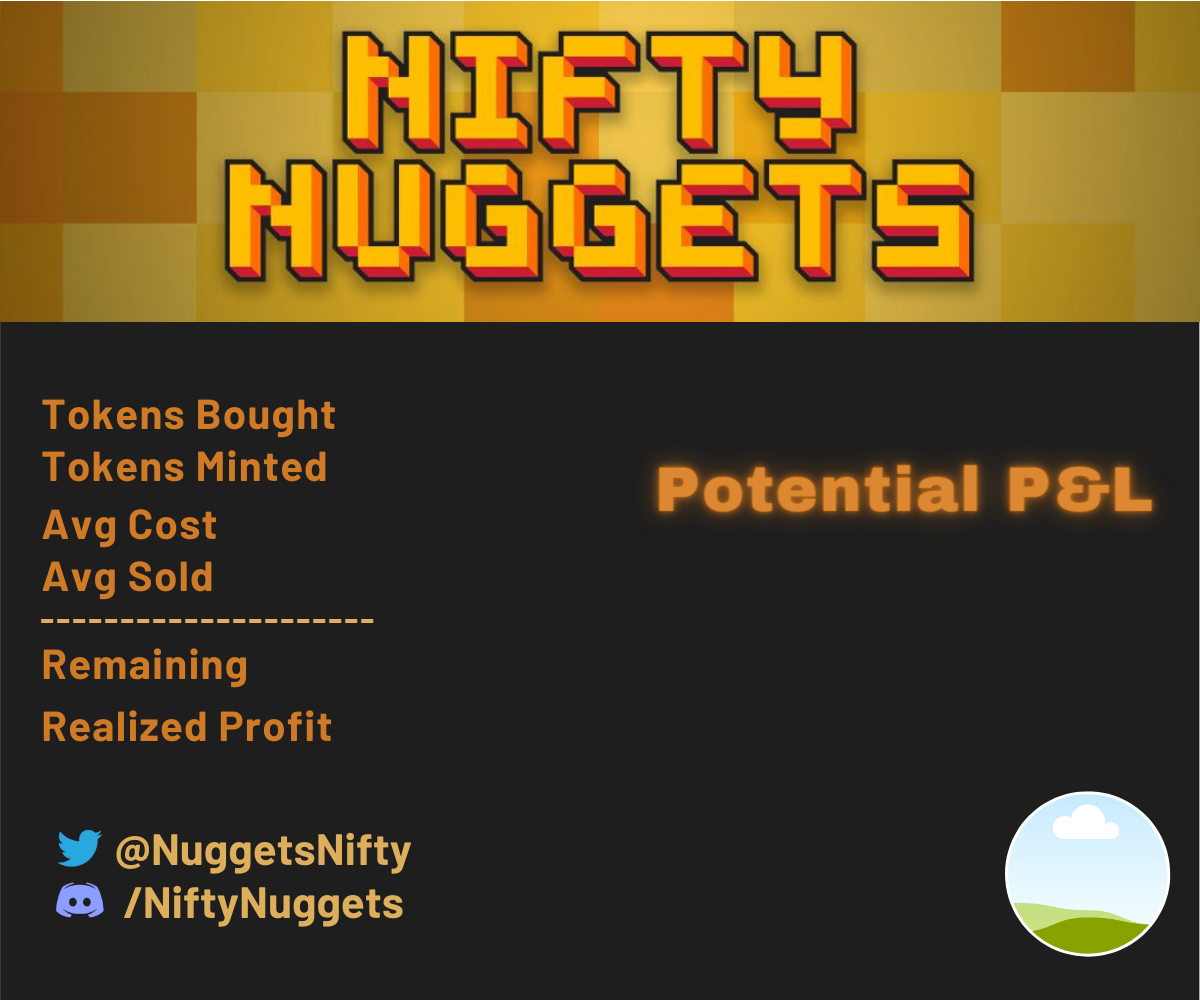 NIFTY
NUGGETS
Tokens Bought
Tokens Minted
Avg Cost
Avg Sold
---------------------
Remaining
Realized Profit
Potential P&L
@NuggetsNifty
/NiftyNuggets